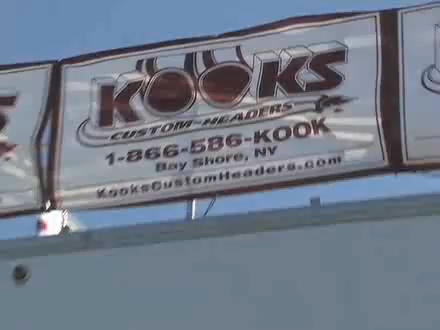 KOOKS
CUSTOM-HEADERS
1-866-586-KOOK
Bay Shore, NY
KooksCustomHeaders.com